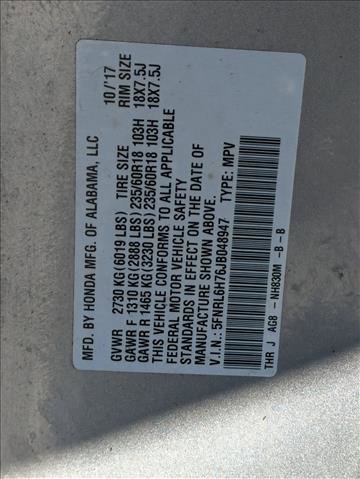 MFD. BY HONDA MFG. OF ALABAMA, LLC 10/'17
GVWR 2730 KG(6019 LBS) TIRE SIZE RIM SIZE
GAWR F 1310 KG(2888 LBS) 235/60R18 103H 18X7.5J
GAWR R 1465 KG(3230 LBS) 235/60R18 103H 18X7.5J
THIS VEHICLE CONFORMS TO ALL APPLICABLE
FEDERAL MOTOR VEHICLE SAFETY
STANDARDS IN EFFECT ON THE DATE OF
MANUFACTURE SHOWN ABOVE.
V.I.N.: 5FNRL6H76JB048947 TYPE: MPV
THR J AG8 - NH830M -B - B